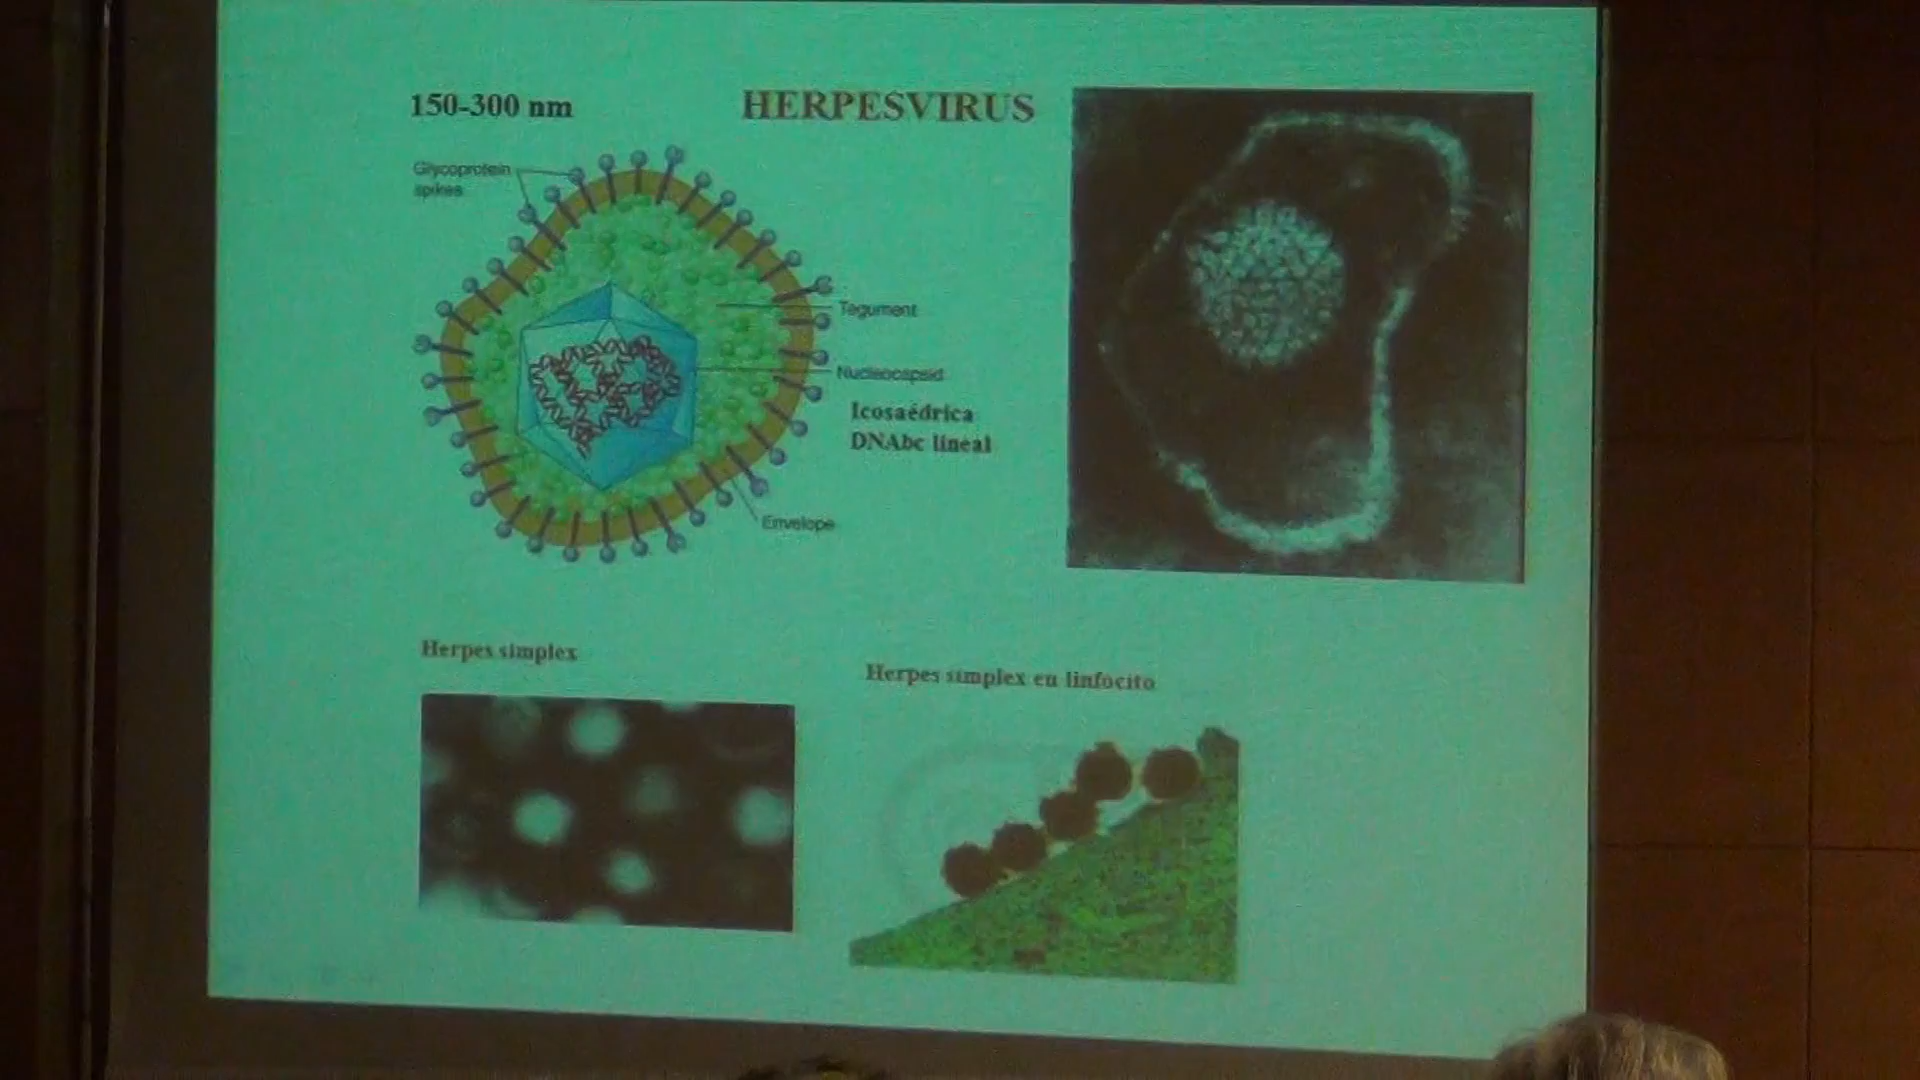 150-300 nm
HERPESVIRUS
Glycoprotein
spikes
Tegument
Nucleocapsid
Icosaédrica
DNAbc lineal
Envelope
Herpes simplex
Herpes simplex en linfocito